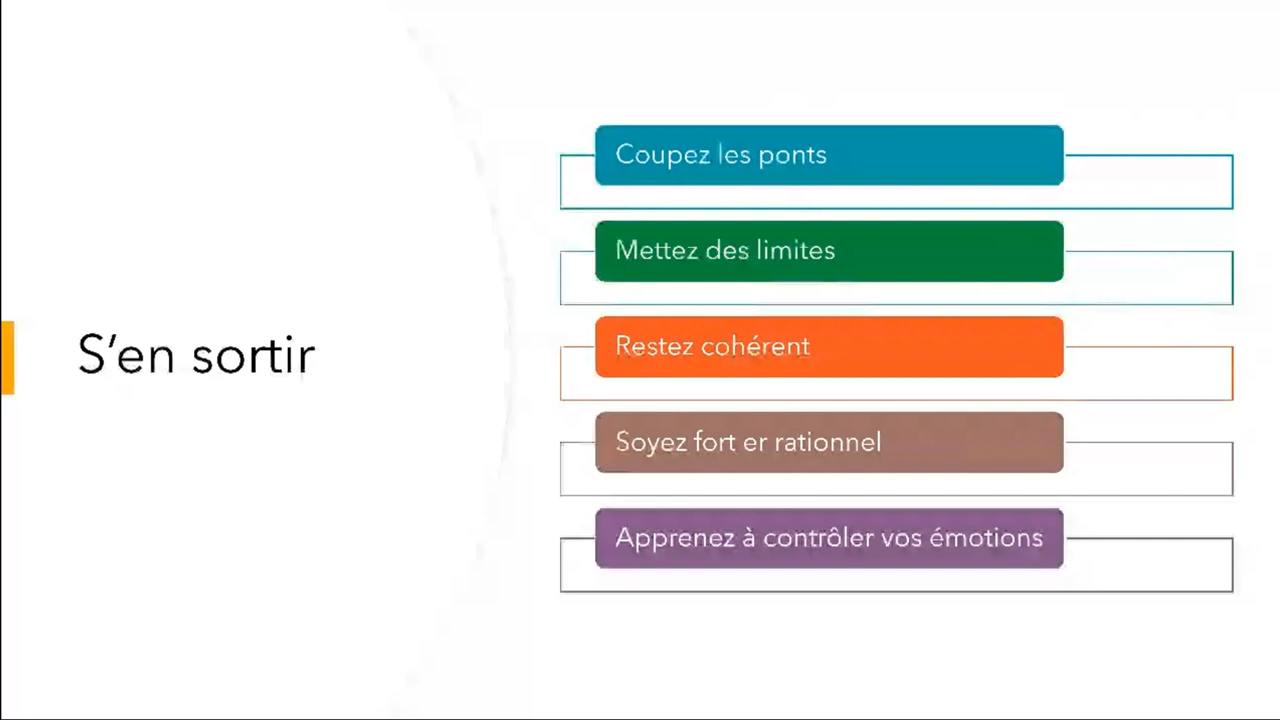 S'en sortir
Coupez les ponts
Mettez des limites
Restez cohérent
Soyez fort er rationnel
Apprenez à contrôler vos émotions